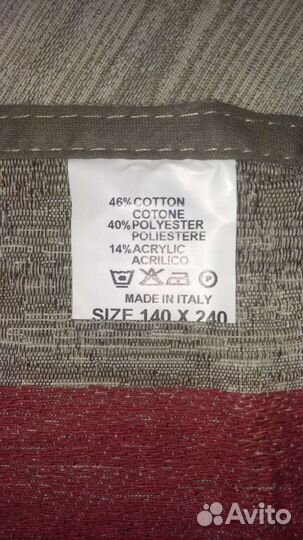 46% COTTON
COTONE
40% POLYESTER
POLIESTERE
14% ACRYLIC
ACRILICO
MADE IN ITALY
SIZE 140 X 240
Avito